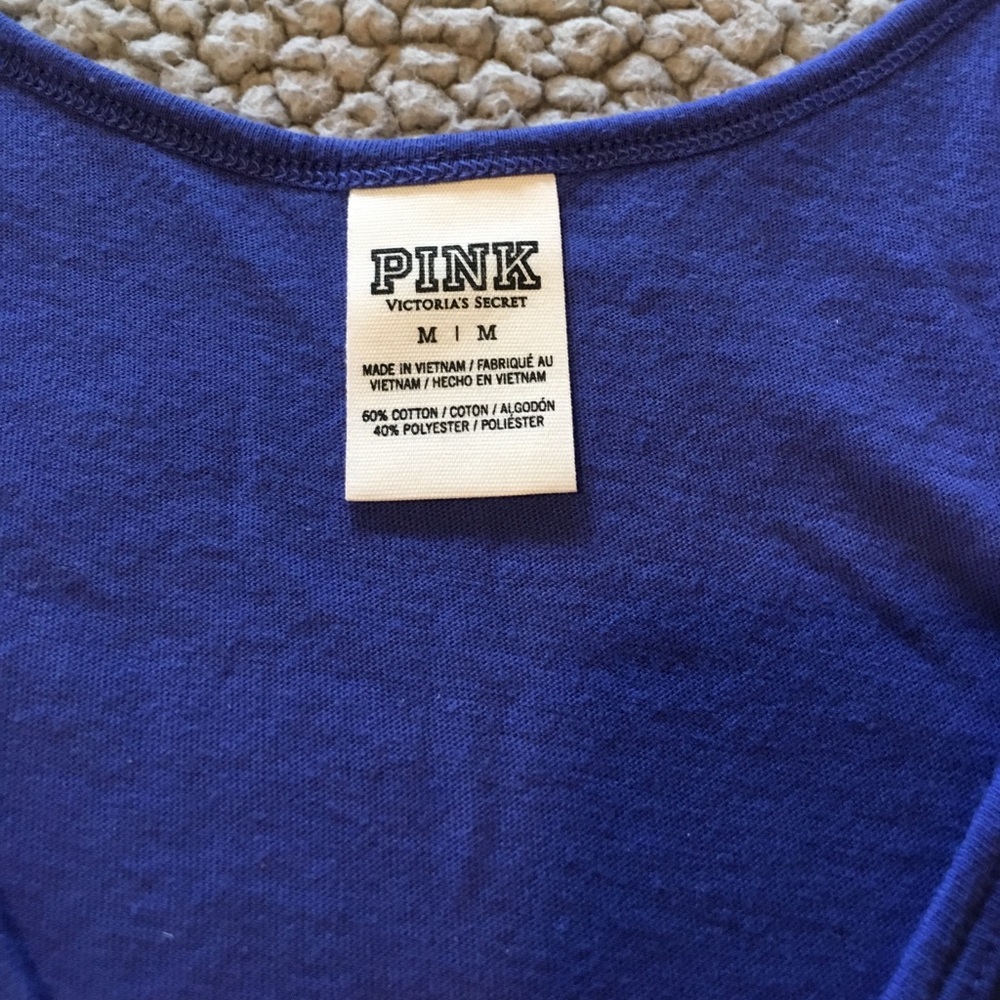 PINK
VICTORIA'S SECRET
M | M
MADE IN VIETNAM / FABRIQUÉ AU
VIETNAM / HECHO EN VIETNAM
60% COTTON / COTON / ALGODÓN
40% POLYESTER / POLIÉSTER